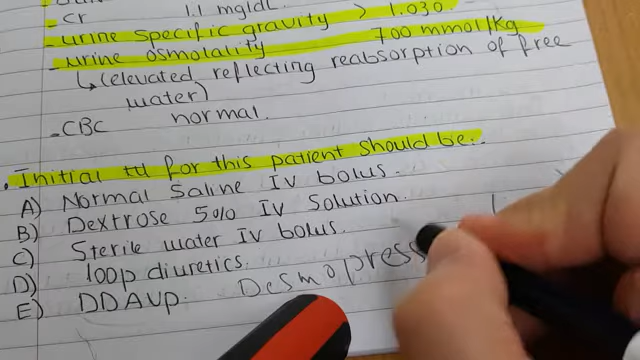 - Cr 1.1 mg/dL
- urine specific gravity > 1.030.
- urine osmolality 700 mmol/kg
↳ (elevated, reflecting reabsorption of free
water)
- CBC normal.
. Initial ttt for this patient should be:.
A) Normal Saline IV bolus.
B) Dextrose 5% IV Solution.
C) Sterile water IV bolus.
D) loop diuretics.
E) DDAVP. Desmopress